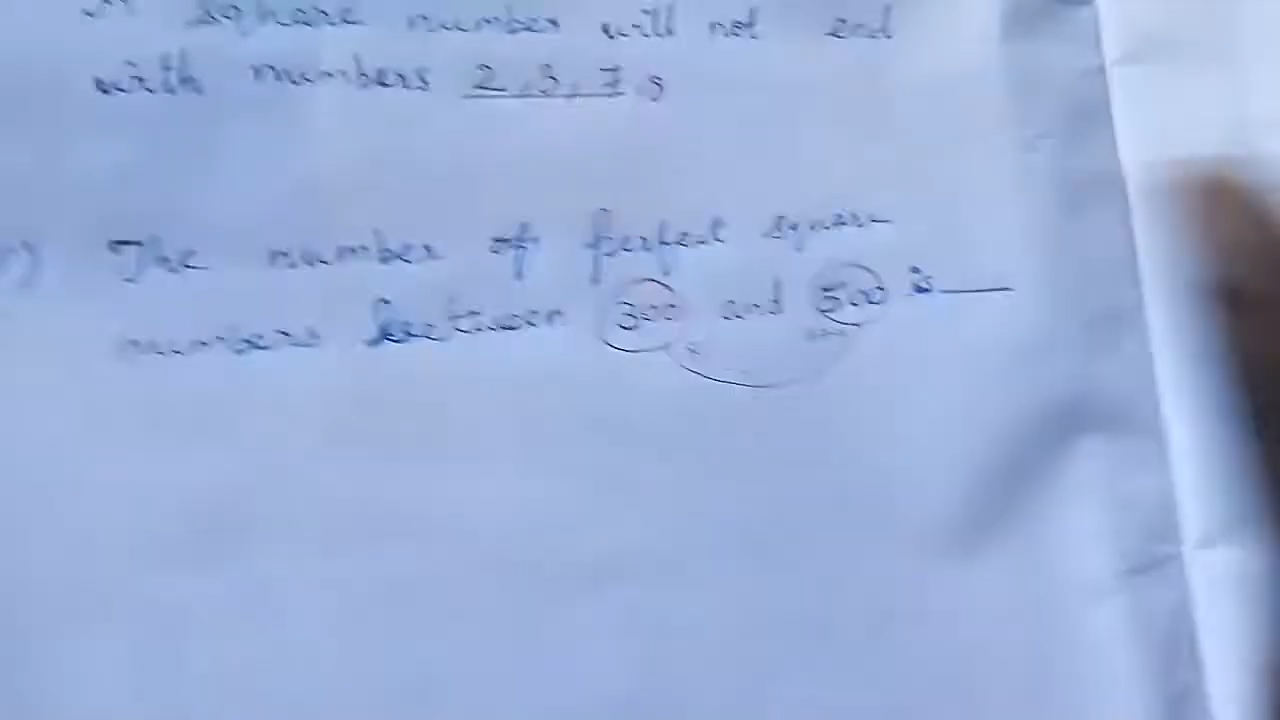 square number will not end
with numbers 2,3,7,8
The number of perfect square
numbers between 300 and 500 is